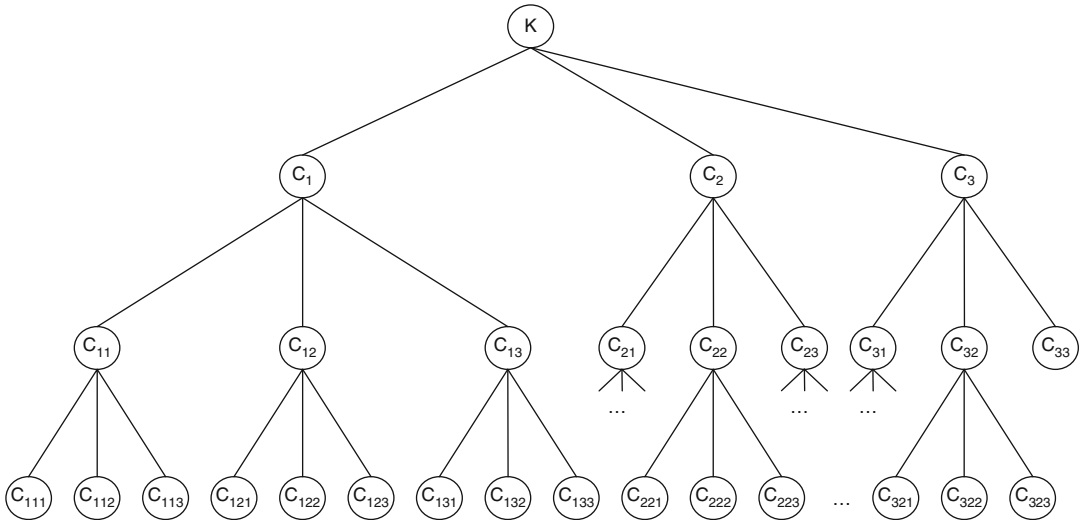 K
C₁ C₂ C₃
C₁₁ C₁₂ C₁₃ C₂₁ C₂₂ C₂₃ C₃₁ C₃₂ C₃₃
... ... ...
C₁₁₁ C₁₁₂ C₁₁₃ C₁₂₁ C₁₂₂ C₁₂₃ C₁₃₁ C₁₃₂ C₁₃₃ C₂₂₁ C₂₂₂ C₂₂₃ ... C₃₂₁ C₃₂₂ C₃₂₃